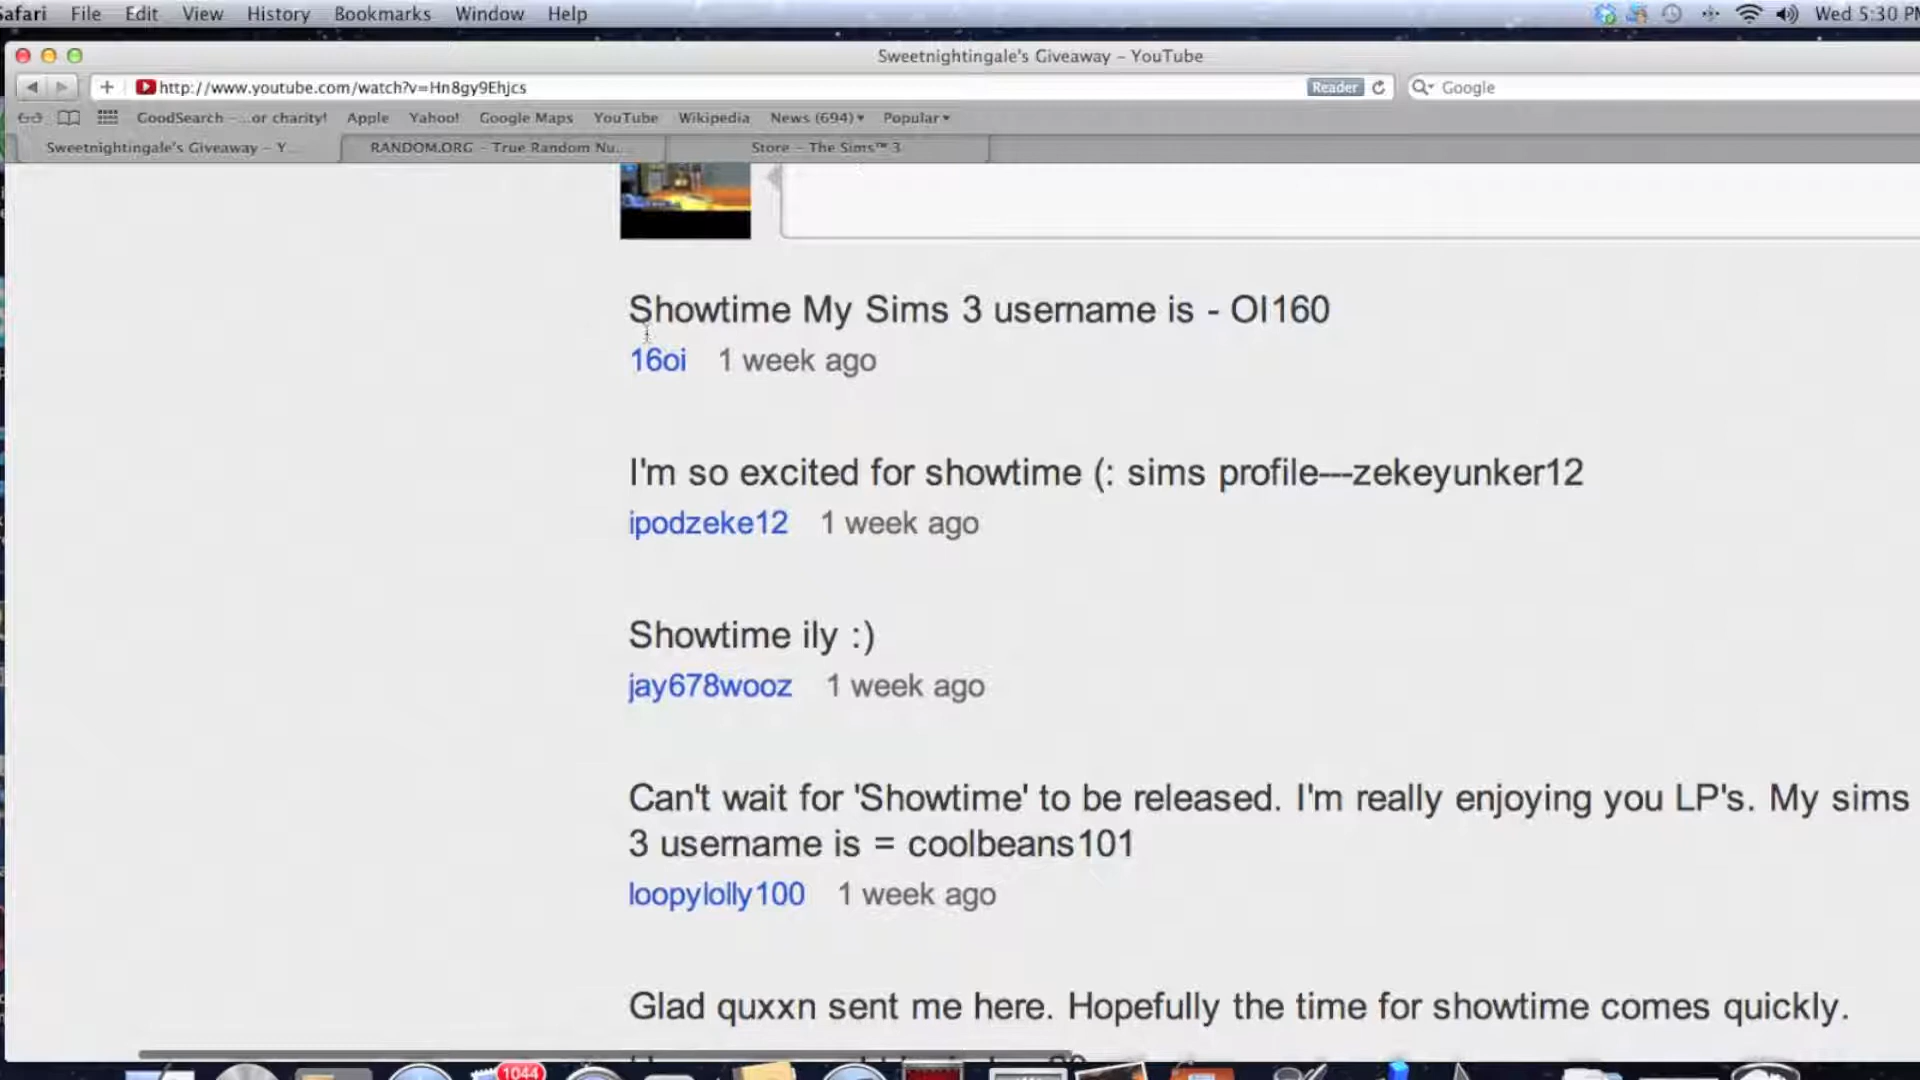 Safari File Edit View History Bookmarks Window Help Wed 5:30
Sweetnightingale's Giveaway – YouTube
http://www.youtube.com/watch?v=Hn8gy9Ehjcs Reader Google
GoodSearch – ...or charity! Apple Yahoo! Google Maps YouTube Wikipedia News (694) Popular
Sweetnightingale's Giveaway – Y... RANDOM.ORG – True Random Nu... Store – The Sims™ 3
Showtime My Sims 3 username is - OI160
16oi 1 week ago
I'm so excited for showtime (: sims profile---zekeyunker12
ipodzeke12 1 week ago
Showtime ily :)
jay678wooz 1 week ago
Can't wait for 'Showtime' to be released. I'm really enjoying you LP's. My sims
3 username is = coolbeans101
loopylolly100 1 week ago
Glad quxxn sent me here. Hopefully the time for showtime comes quickly.
1044